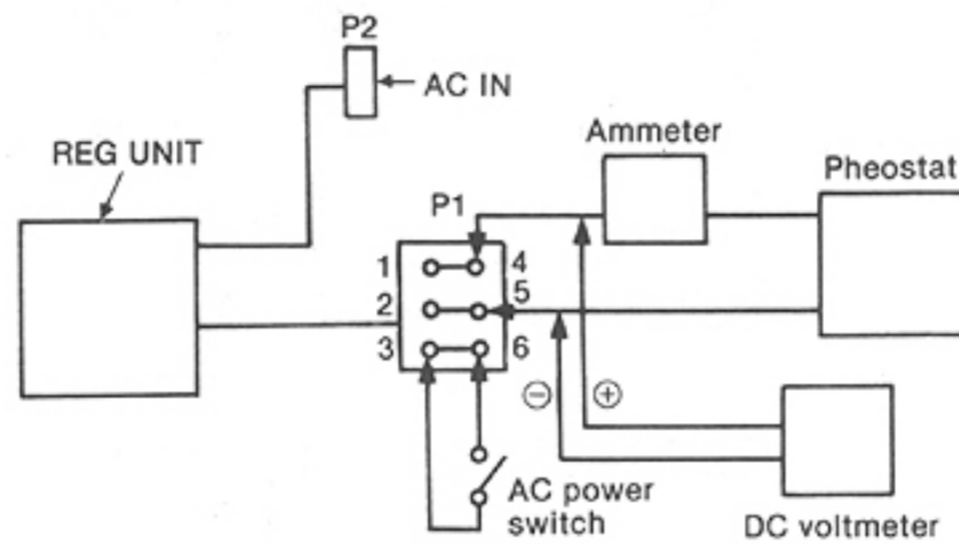 P2
AC IN
REG UNIT
Ammeter
Pheostat
P1
1 4
2 5
3 6
⊖ ⊕
AC power
switch
DC voltmeter